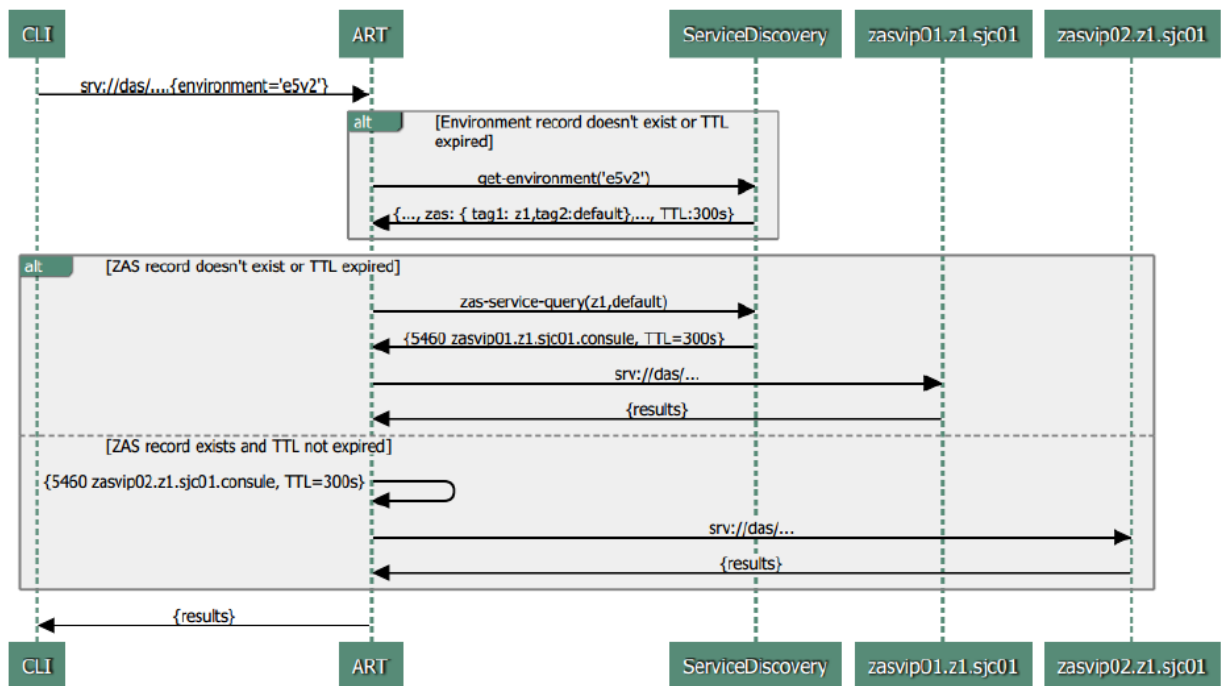 CLI
ART
ServiceDiscovery
zasvip01.z1.sjc01
zasvip02.z1.sjc01
srv://das/....{environment='e5v2'}
alt
[Environment record doesn't exist or TTL
expired]
get-environment('e5v2')
{..., zas: { tag1: z1,tag2:default},..., TTL:300s}
alt
[ZAS record doesn't exist or TTL expired]
zas-service-query(z1,default)
{5460 zasvip01.z1.sjc01.consule, TTL=300s}
srv://das/...
{results}
[ZAS record exists and TTL not expired]
{5460 zasvip02.z1.sjc01.consule, TTL=300s}
srv://das/...
{results}
{results}
CLI
ART
ServiceDiscovery
zasvip01.z1.sjc01
zasvip02.z1.sjc01